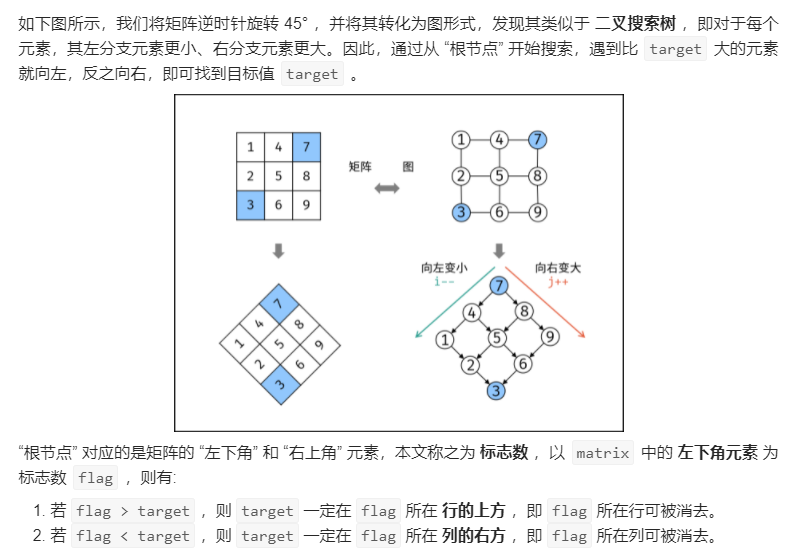 如下图所示，我们将矩阵逆时针旋转 45° ，并将其转化为图形式，发现其类似于 二叉搜索树 ，即对于每个
元素，其左分支元素更小、右分支元素更大。因此，通过从 “根节点” 开始搜索，遇到比 target 大的元素
就向左，反之向右，即可找到目标值 target 。
1 4 7
2 5 8
3 6 9
矩阵 图
1 4 7
2 5 8
3 6 9
7
4 8
1 5 9
2 6
3
向左变小 向右变大
i-- j++
7
4 8
1 5 9
2 6
3
“根节点” 对应的是矩阵的 “左下角” 和 “右上角” 元素，本文称之为 标志数 ，以 matrix 中的 左下角元素 为
标志数 flag ，则有:
1. 若 flag > target ，则 target 一定在 flag 所在 行的上方 ，即 flag 所在行可被消去。
2. 若 flag < target ，则 target 一定在 flag 所在 列的右方 ，即 flag 所在列可被消去。